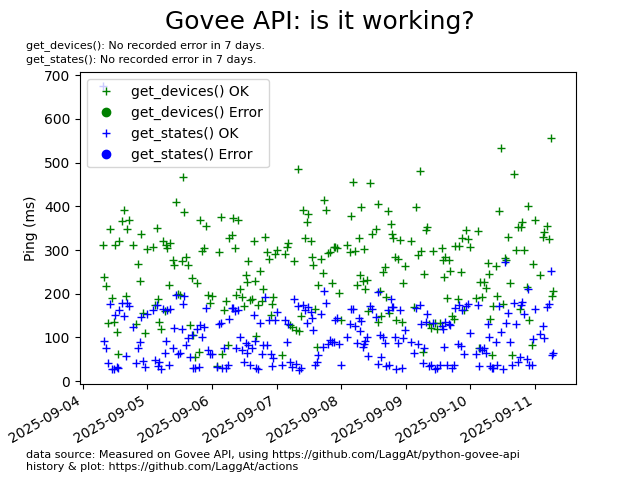 Govee API: is it working?
get_devices(): No recorded error in 7 days.
get_states(): No recorded error in 7 days.
700
600
500
400
300
200
100
0
Ping (ms)
get_devices() OK
get_devices() Error
get_states() OK
get_states() Error
2025-09-04
2025-09-05
2025-09-06
2025-09-07
2025-09-08
2025-09-09
2025-09-10
2025-09-11
data source: Measured on Govee API, using https://github.com/LaggAt/python-govee-api
history & plot: https://github.com/LaggAt/actions